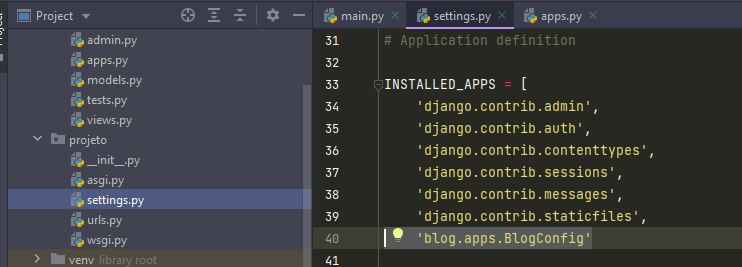 Project
Project
admin.py
apps.py
models.py
tests.py
views.py
projeto
__init__.py
asgi.py
settings.py
urls.py
wsgi.py
venv library root
main.py
settings.py
apps.py
31 # Application definition
32
33 INSTALLED_APPS = [
34 'django.contrib.admin',
35 'django.contrib.auth',
36 'django.contrib.contenttypes',
37 'django.contrib.sessions',
38 'django.contrib.messages',
39 'django.contrib.staticfiles',
40 'blog.apps.BlogConfig'
41